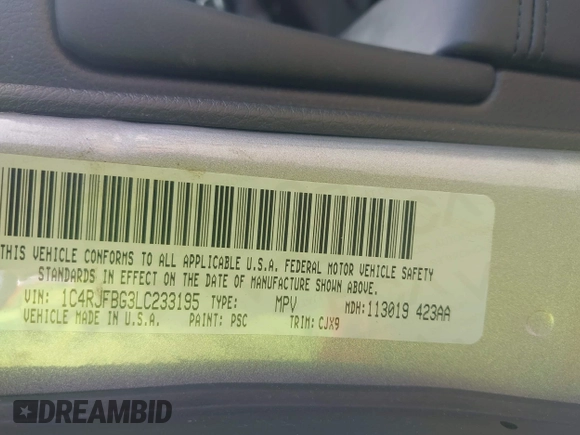 THIS VEHICLE CONFORMS TO ALL APPLICABLE U.S.A. FEDERAL MOTOR VEHICLE SAFETY
STANDARDS IN EFFECT ON THE DATE OF MANUFACTURE SHOWN ABOVE.
VIN: 1C4RJFBG3LC233195 TYPE: MPV MDH:113019 423AA
VEHICLE MADE IN U.S.A. PAINT: PSC TRIM: CJX9
DREAMBID